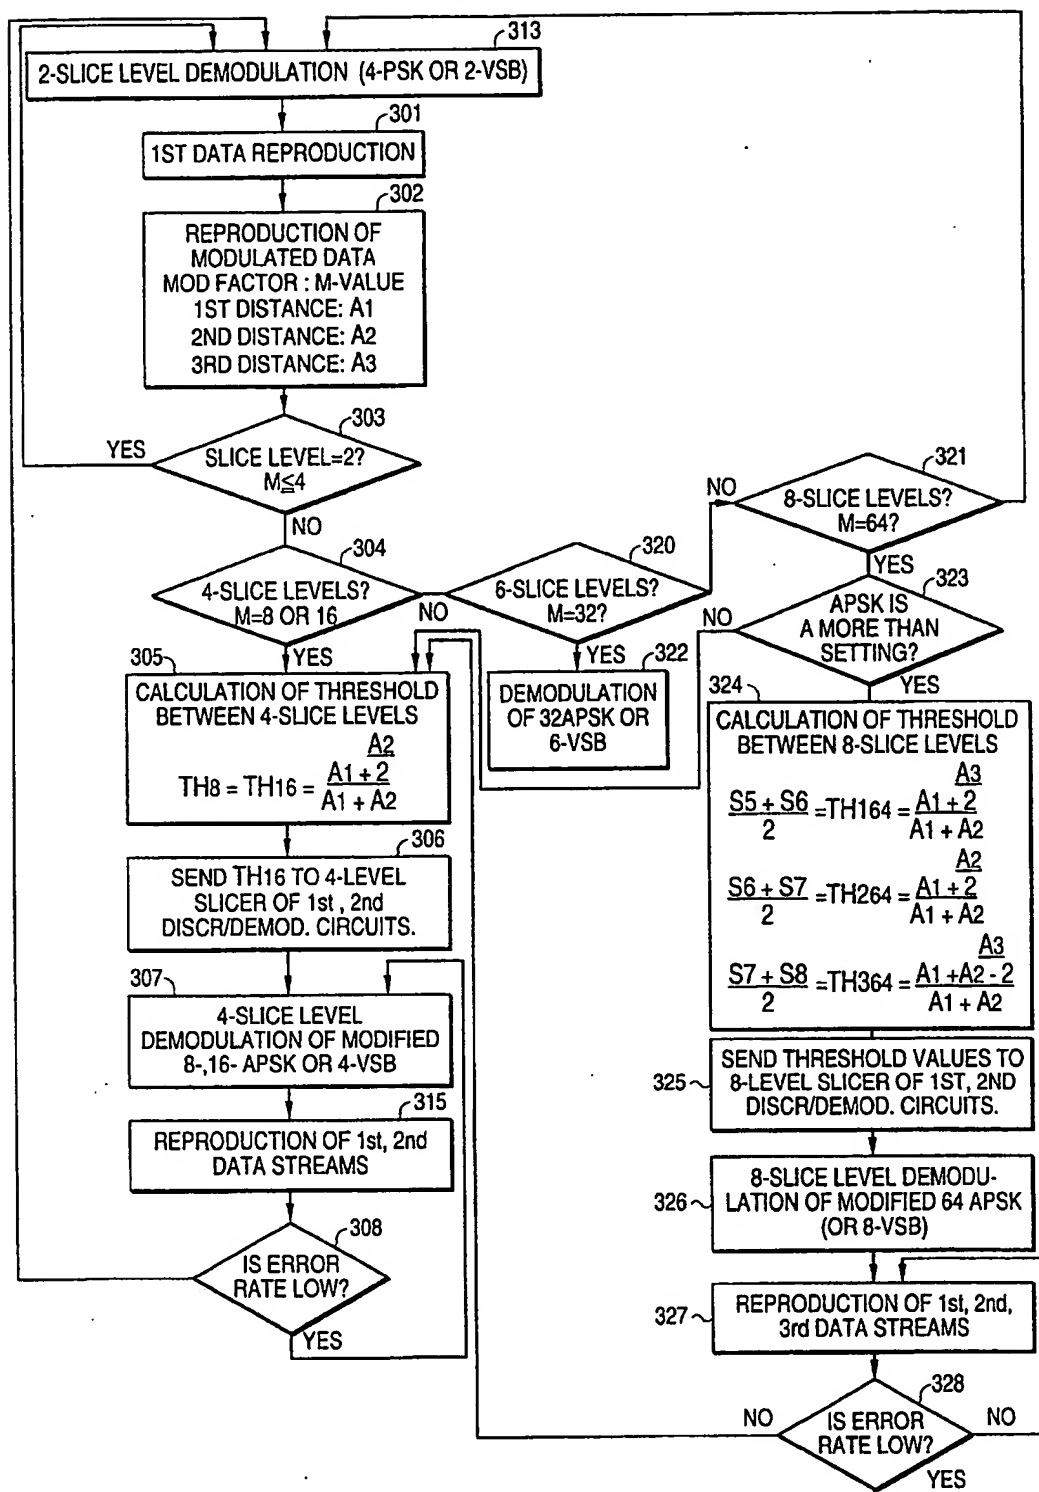 313
2-SLICE LEVEL DEMODULATION (4-PSK OR 2-VSB)
301
1ST DATA REPRODUCTION
302
REPRODUCTION OF
MODULATED DATA
MOD FACTOR : M-VALUE
1ST DISTANCE: A1
2ND DISTANCE: A2
3RD DISTANCE: A3
303
YES
SLICE LEVEL=2?
M≦4
NO
304
4-SLICE LEVELS?
M=8 OR 16
NO
YES
320
6-SLICE LEVELS?
M=32?
NO
YES
321
8-SLICE LEVELS?
M=64?
YES
323
NO
APSK IS
A MORE THAN
SETTING?
YES
322
DEMODULATION
OF 32APSK OR
6-VSB
305
CALCULATION OF THRESHOLD
BETWEEN 4-SLICE LEVELS
A2
TH8 = TH16 = A1 + 2
A1 + A2
306
SEND TH16 TO 4-LEVEL
SLICER OF 1st , 2nd
DISCR/DEMOD. CIRCUITS.
307
4-SLICE LEVEL
DEMODULATION OF MODIFIED
8-,16- APSK OR 4-VSB
315
REPRODUCTION OF 1st, 2nd
DATA STREAMS
308
IS ERROR
RATE LOW?
YES
324
CALCULATION OF THRESHOLD
BETWEEN 8-SLICE LEVELS
A3
S5 + S6 =TH164 = A1 + 2
2 A1 + A2
A2
S6 + S7 =TH264 = A1 + 2
2 A1 + A2
A3
S7 + S8 =TH364 = A1 +A2 - 2
2 A1 + A2
325
SEND THRESHOLD VALUES TO
8-LEVEL SLICER OF 1ST, 2ND
DISCR/DEMOD. CIRCUITS.
326
8-SLICE LEVEL DEMODU-
LATION OF MODIFIED 64 APSK
(OR 8-VSB)
327
REPRODUCTION OF 1st, 2nd,
3rd DATA STREAMS
328
NO
IS ERROR
RATE LOW?
NO
YES